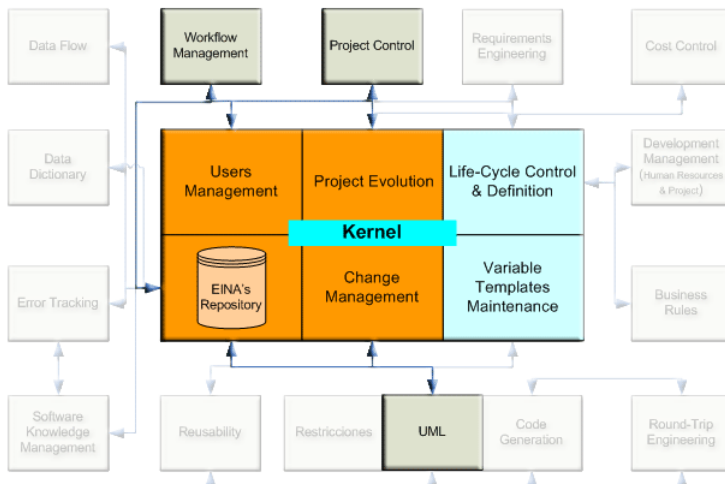 Data Flow
Workflow
Management
Project Control
Requirements
Engineering
Cost Control
Data
Dictionary
Users
Management
Project Evolution
Life-Cycle Control
& Definition
Development
Management
(Human Resources
& Project)
Kernel
Error Tracking
EINA's
Repository
Change
Management
Variable
Templates
Maintenance
Business
Rules
Software
Knowledge
Management
Reusability
Restricciones
UML
Code
Generation
Round-Trip
Engineering